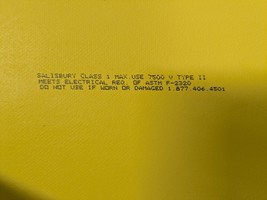 SALISBURY CLASS 1 MAX USE 7500 V TYPE II
MEETS ELECTRICAL REQ. OF ASTM F-2320
DO NOT USE IF WORN OR DAMAGED 1.877.406.4501